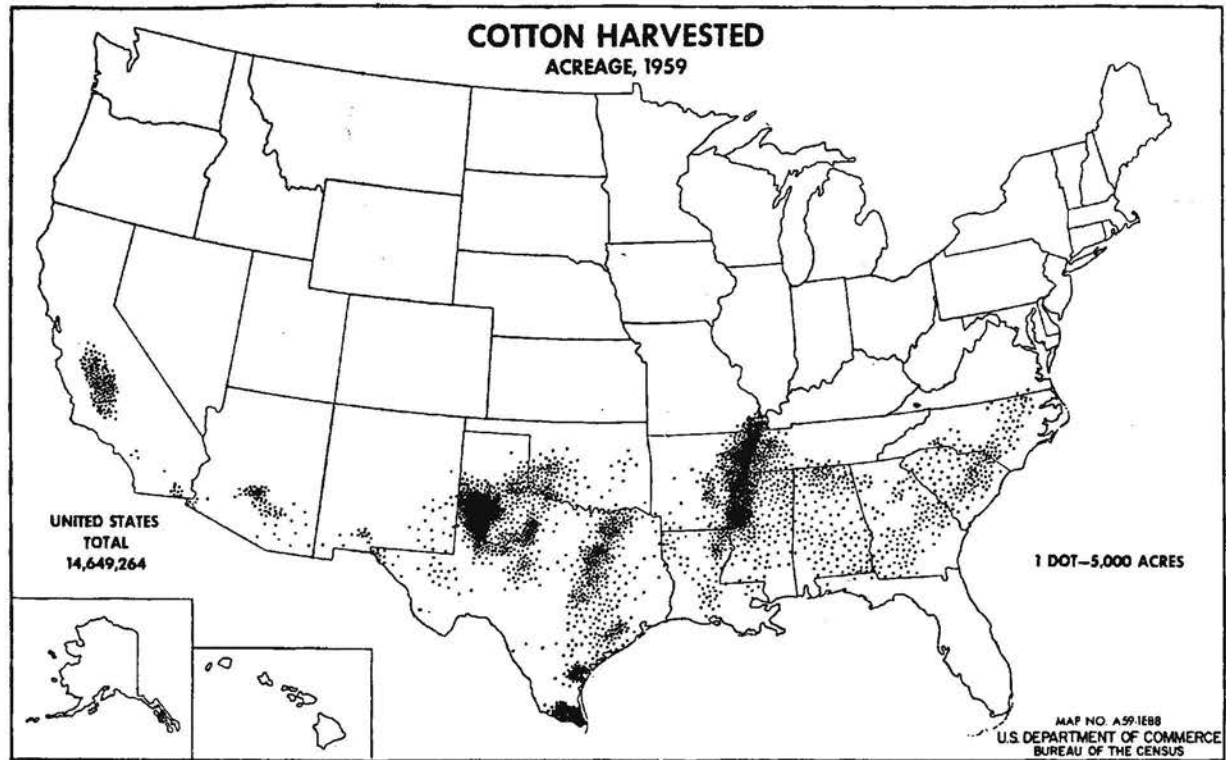 COTTON HARVESTED
ACREAGE, 1959
UNITED STATES
TOTAL
14,649,264
1 DOT—5,000 ACRES
MAP NO. A59-1E88
U.S. DEPARTMENT OF COMMERCE
BUREAU OF THE CENSUS